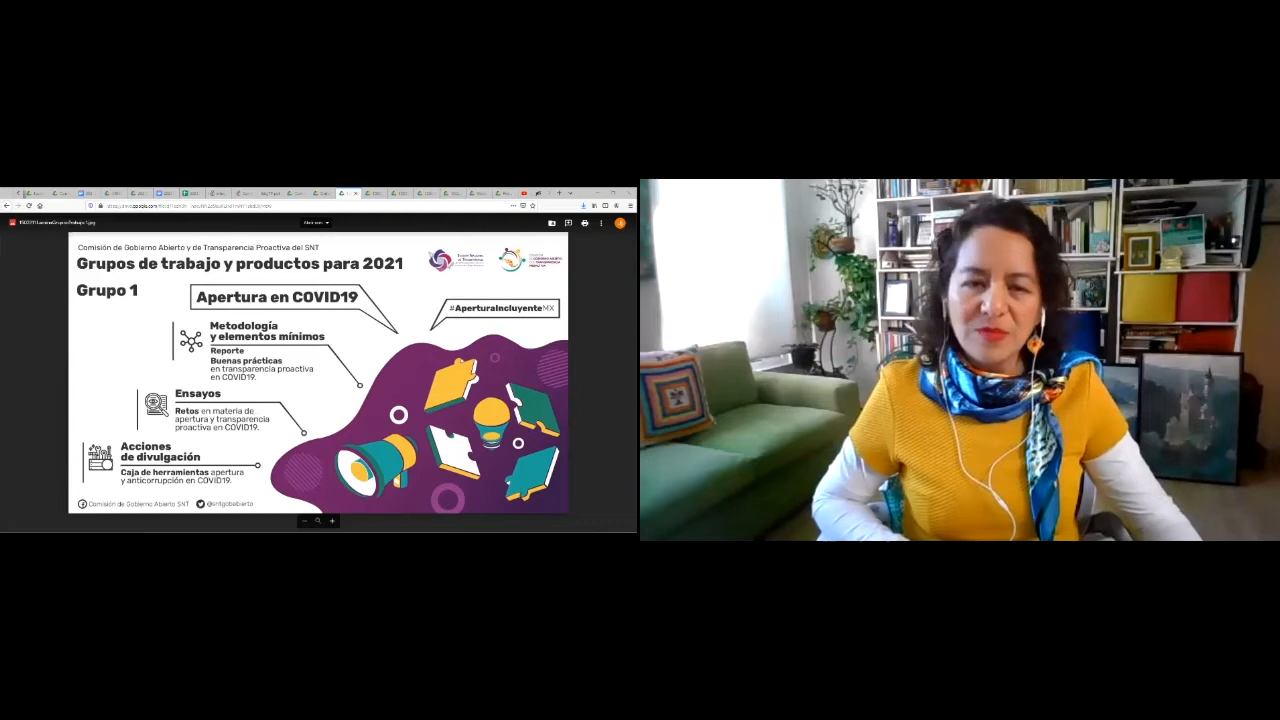 Comisión de Gobierno Abierto y de Transparencia Proactiva del SNT
Grupos de trabajo y productos para 2021
Grupo 1
Apertura en COVID19
#AperturaIncluyenteMX
Metodología
y elementos mínimos
Reporte
Buenas prácticas
en transparencia proactiva
en COVID19.
Ensayos
Retos en materia de
apertura y transparencia
proactiva en COVID19.
Acciones
de divulgación
Caja de herramientas apertura
y anticorrupción en COVID19.
Comisión de Gobierno Abierto SNT
@sntgobabierto